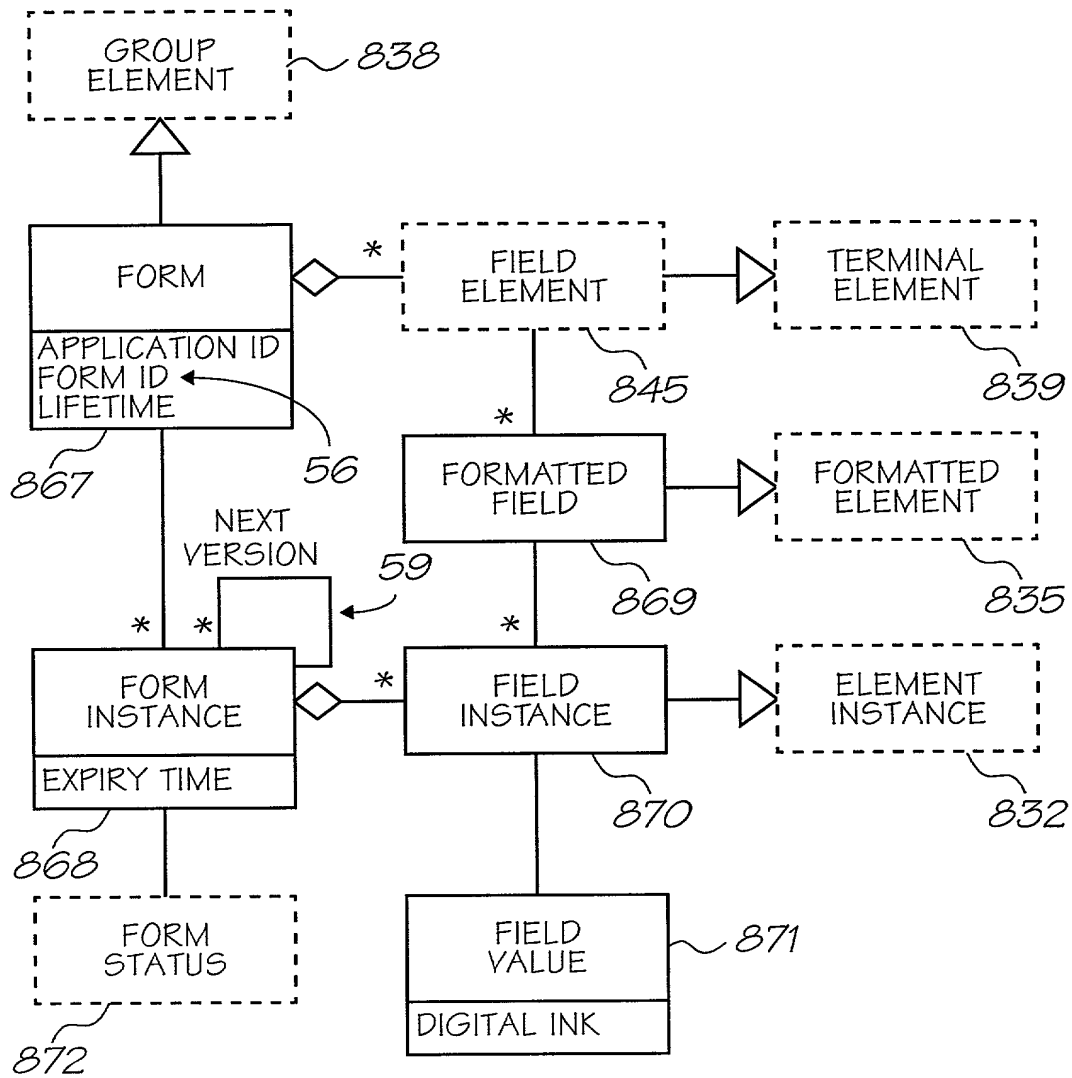 GROUP
ELEMENT
838
FORM
*
FIELD
ELEMENT
TERMINAL
ELEMENT
APPLICATION ID
FORM ID
LIFETIME
845
839
867
56
*
FORMATTED
FIELD
FORMATTED
ELEMENT
NEXT
VERSION
59
869
835
*
*
*
FORM
INSTANCE
*
FIELD
INSTANCE
ELEMENT
INSTANCE
EXPIRY TIME
870
832
868
FORM
STATUS
FIELD
VALUE
871
DIGITAL INK
872